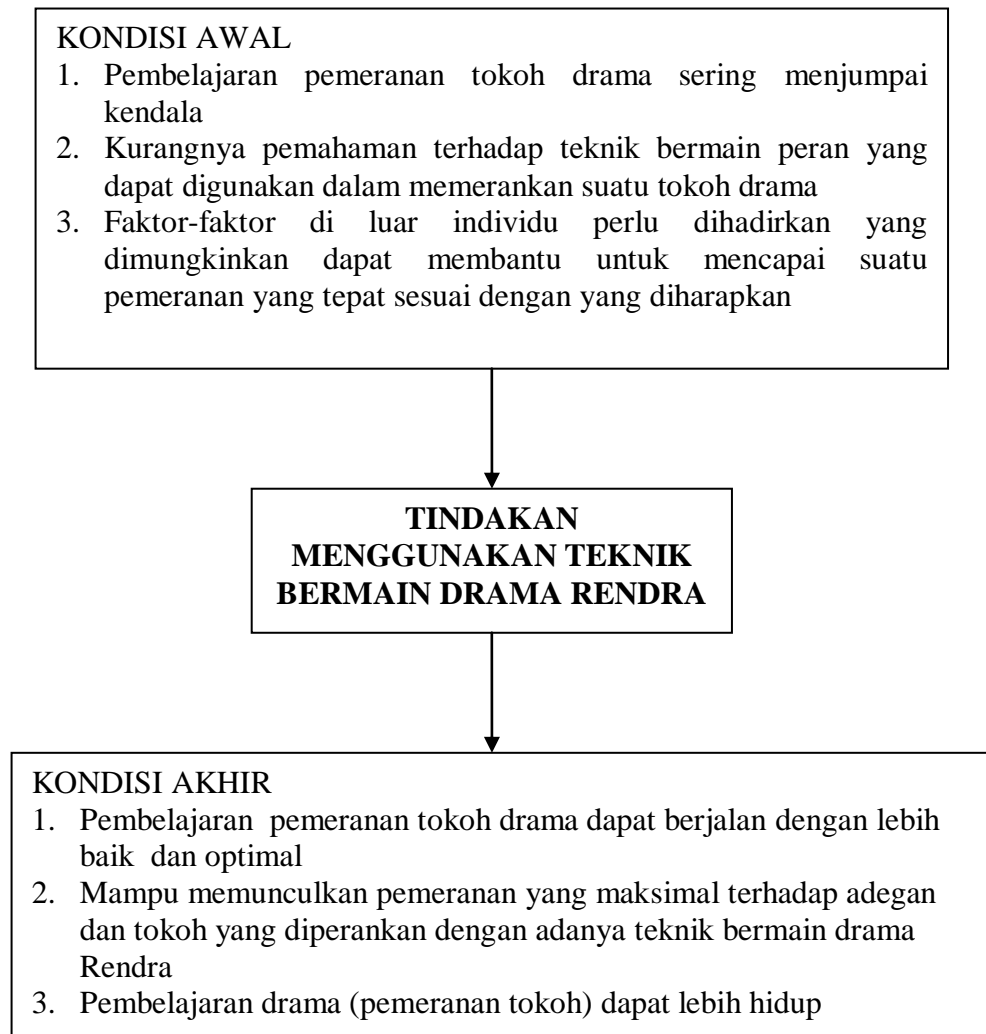 KONDISI AWAL
1. Pembelajaran pemeranan tokoh drama sering menjumpai
kendala
2. Kurangnya pemahaman terhadap teknik bermain peran yang
dapat digunakan dalam memerankan suatu tokoh drama
3. Faktor-faktor di luar individu perlu dihadirkan yang
dimungkinkan dapat membantu untuk mencapai suatu
pemeranan yang tepat sesuai dengan yang diharapkan
TINDAKAN
MENGGUNAKAN TEKNIK
BERMAIN DRAMA RENDRA
KONDISI AKHIR
1. Pembelajaran pemeranan tokoh drama dapat berjalan dengan lebih
baik dan optimal
2. Mampu memunculkan pemeranan yang maksimal terhadap adegan
dan tokoh yang diperankan dengan adanya teknik bermain drama
Rendra
3. Pembelajaran drama (pemeranan tokoh) dapat lebih hidup